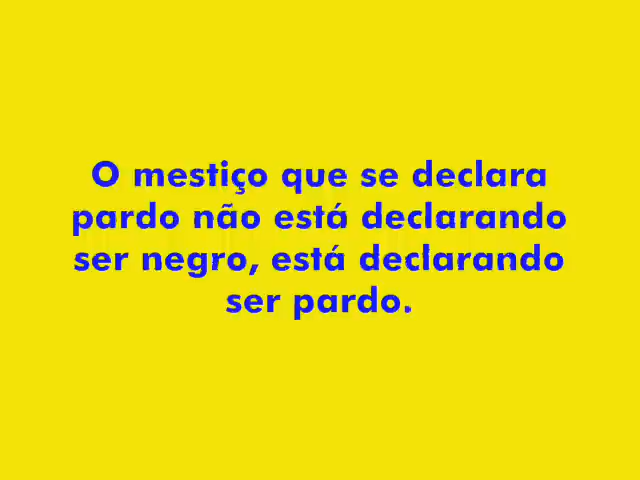 O mestiço que se declara
pardo não está declarando
ser negro, está declarando
ser pardo.